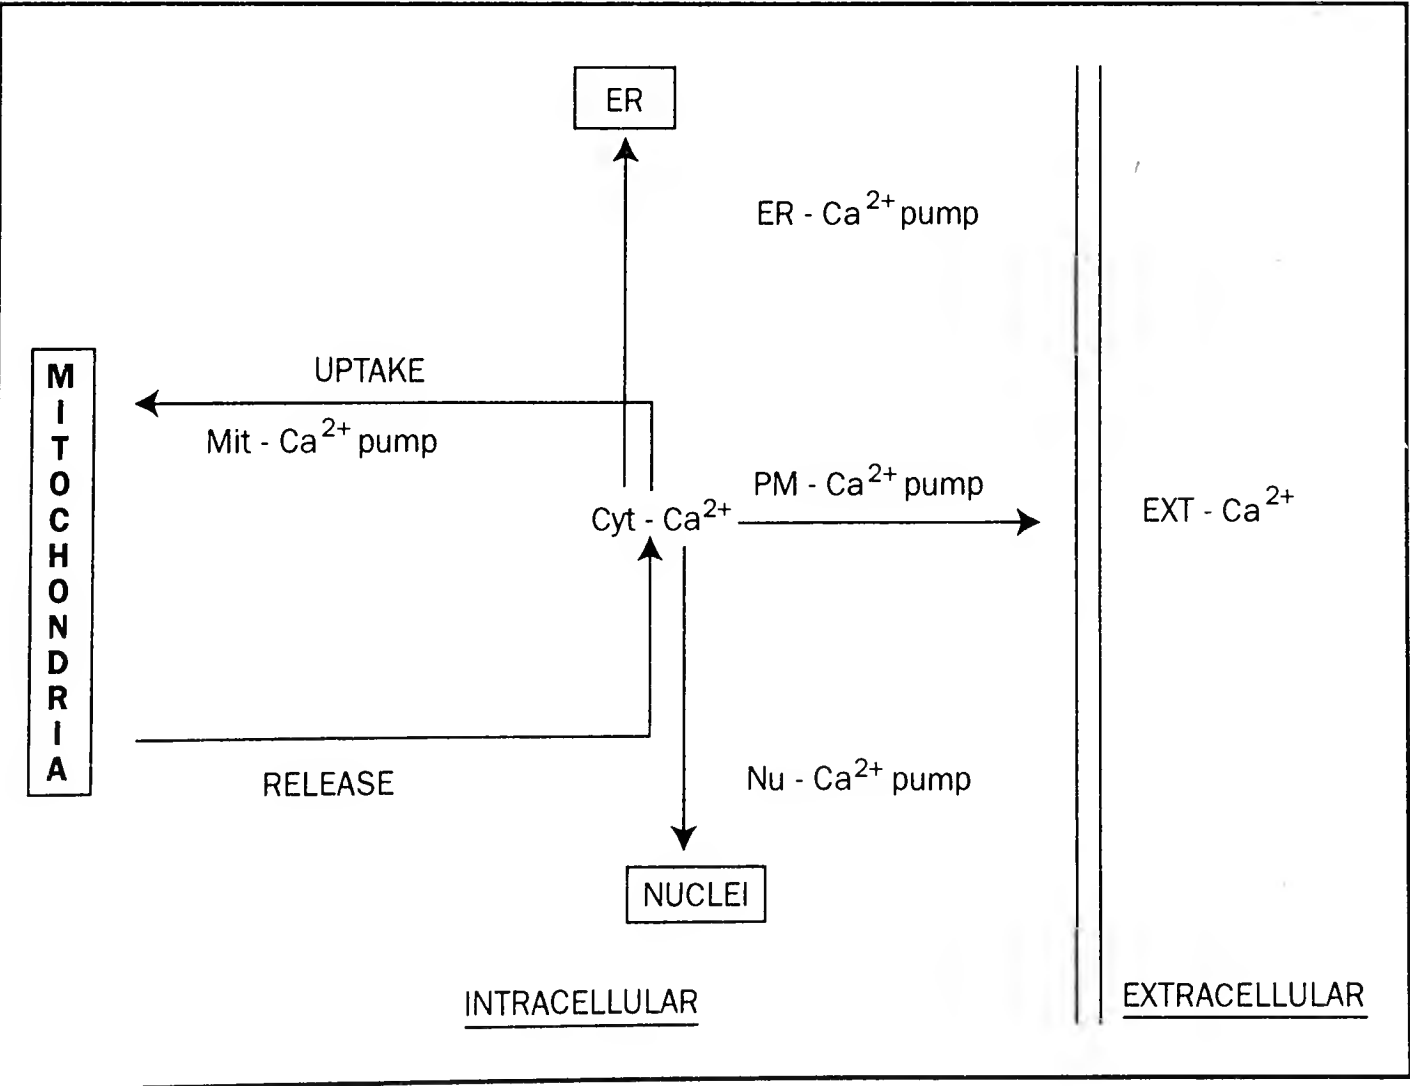 ER
ER - Ca2+ pump
UPTAKE
Mit - Ca2+ pump
MITOCHONDRIA
PM - Ca2+ pump
Cyt - Ca2+
EXT - Ca2+
RELEASE
Nu - Ca2+ pump
NUCLEI
INTRACELLULAR
EXTRACELLULAR